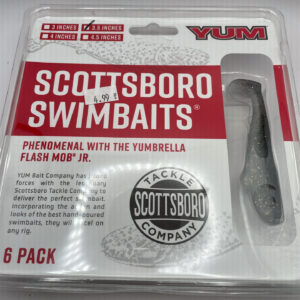 3 INCHES 3.5 INCHES
4 INCHES 4.5 INCHES
YUM
SCOTTSBORO
4.99
SWIMBAITS®
PHENOMENAL WITH THE YUMBRELLA
FLASH MOB® JR.
YUM Bait Company has
forces with the legendary
Scottsboro Tackle Company to
deliver the perfect swimbait.
Incorporating the action and
looks of the best hand-poured
swimbaits, they will excel on
any rig.
TACKLE
SCOTTSBORO
COMPANY
6 PACK